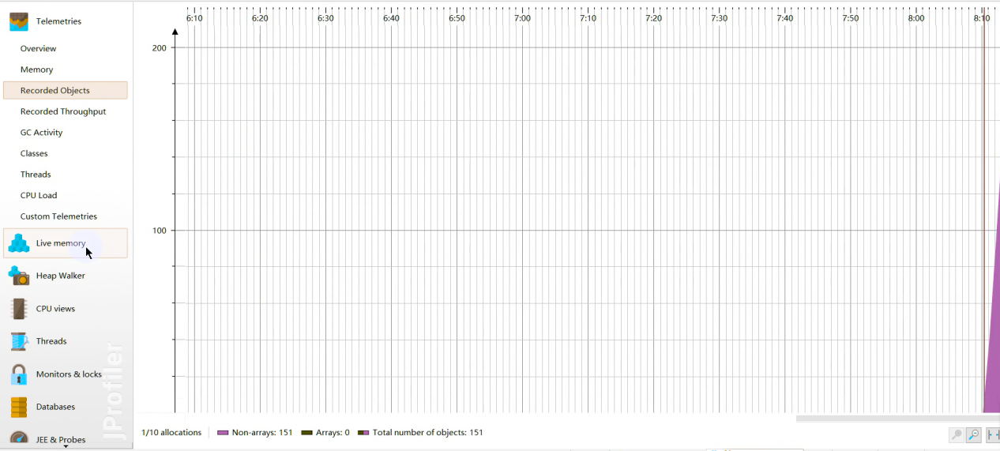 Telemetries
Overview
Memory
Recorded Objects
Recorded Throughput
GC Activity
Classes
Threads
CPU Load
Custom Telemetries
Live memory
Heap Walker
CPU views
Threads
Monitors & locks
Databases
JEE & Probes
JProfiler
6:10 6:20 6:30 6:40 6:50 7:00 7:10 7:20 7:30 7:40 7:50 8:00 8:10
200
100
1/10 allocations Non-arrays: 151 Arrays: 0 Total number of objects: 151